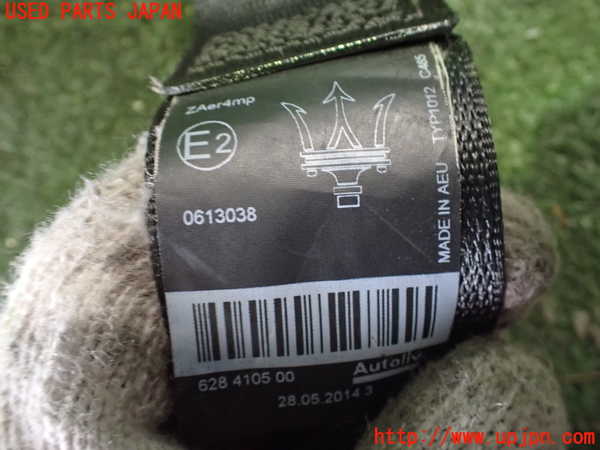 USED PARTS JAPAN
ZAer4mp
E2
0613038
MADE IN AEU TYP1012 C485
628 4105 00
Autoliv
28.05.2014 3
http://www.upjpn.com